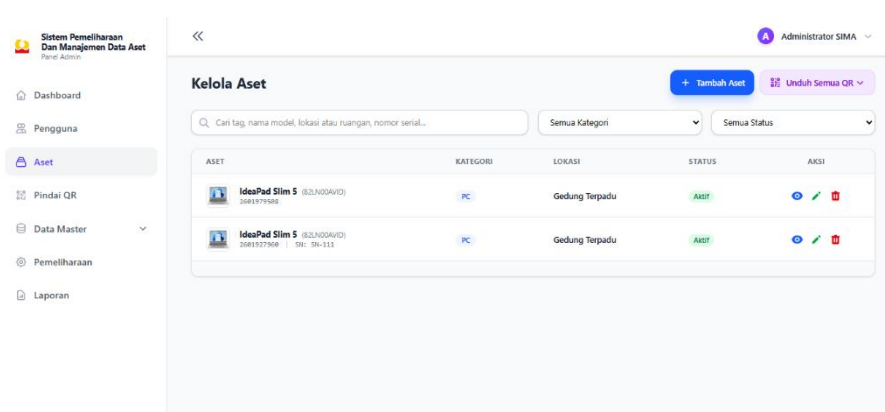 Sistem Pemeliharaan
Dan Manajemen Data Aset
Panel Admin
A Administrator SIMA
Dashboard
Pengguna
Aset
Pindai QR
Data Master
Pemeliharaan
Laporan
Kelola Aset
+ Tambah Aset
Unduh Semua QR
Cari tag, nama model, lokasi atau ruangan, nomor serial...
Semua Kategori
Semua Status
ASET KATEGORI LOKASI STATUS AKSI
IdeaPad Slim 5 (82LN00AVID) PC Gedung Terpadu Aktif
2601979508
IdeaPad Slim 5 (82LN00AVID) PC Gedung Terpadu Aktif
2601927960 | SN: SN-111